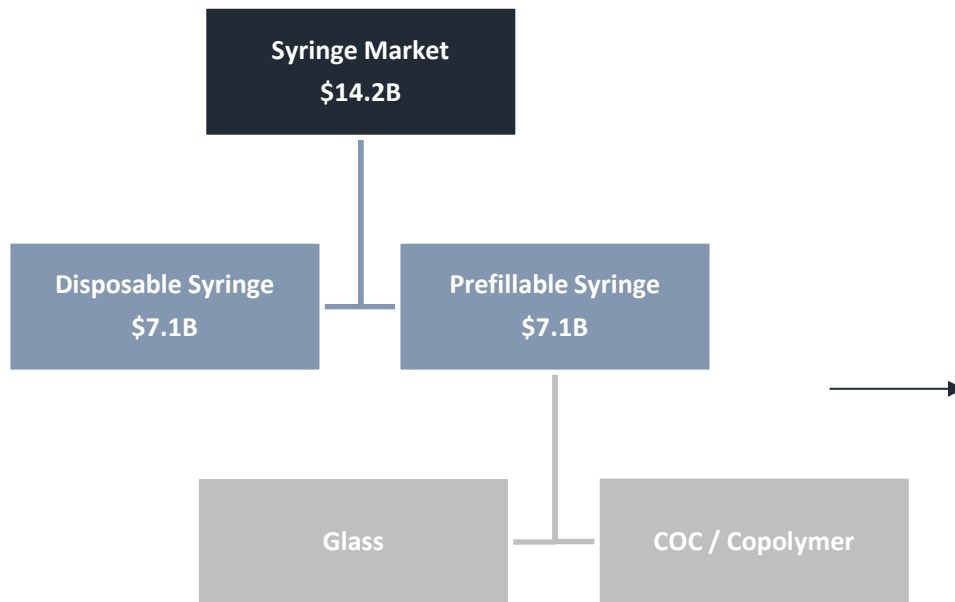 Syringe Market
$14.2B
Disposable Syringe
$7.1B
Prefillable Syringe
$7.1B
Glass
COC / Copolymer